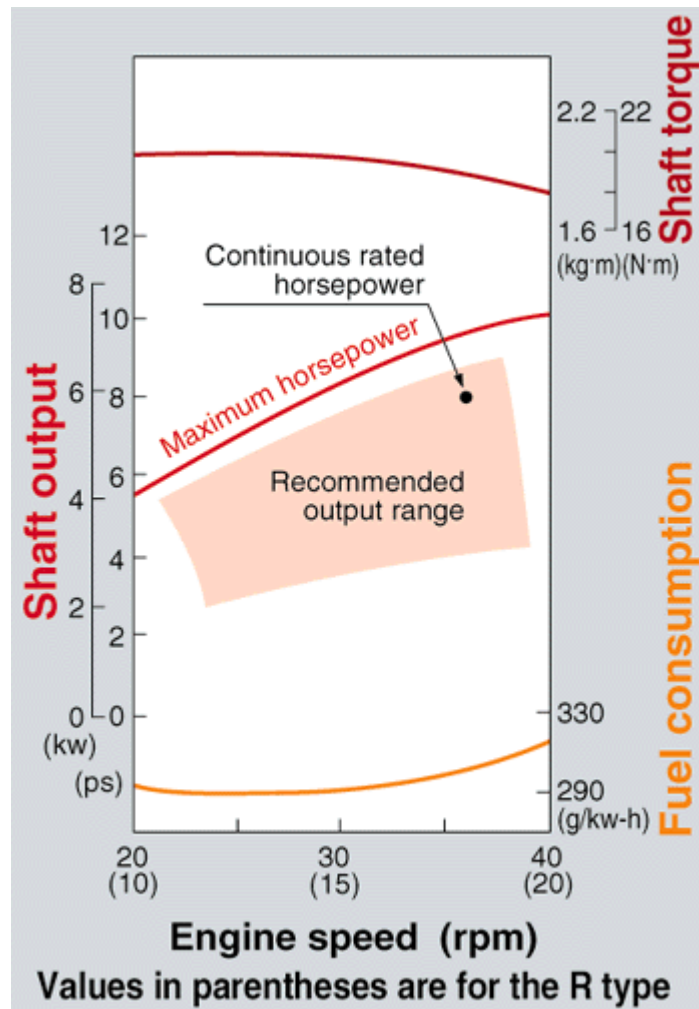 Shaft torque
2.2 22
1.6 16
(kg·m)(N·m)
12
Continuous rated
horsepower
8
10
Maximum horsepower
6 8
Recommended
output range
6
4
4
2
2
0 0
(kw)
(ps)
Shaft output
330
290
(g/kw-h)
Fuel consumption
20 30 40
(10) (15) (20)
Engine speed (rpm)
Values in parentheses are for the R type